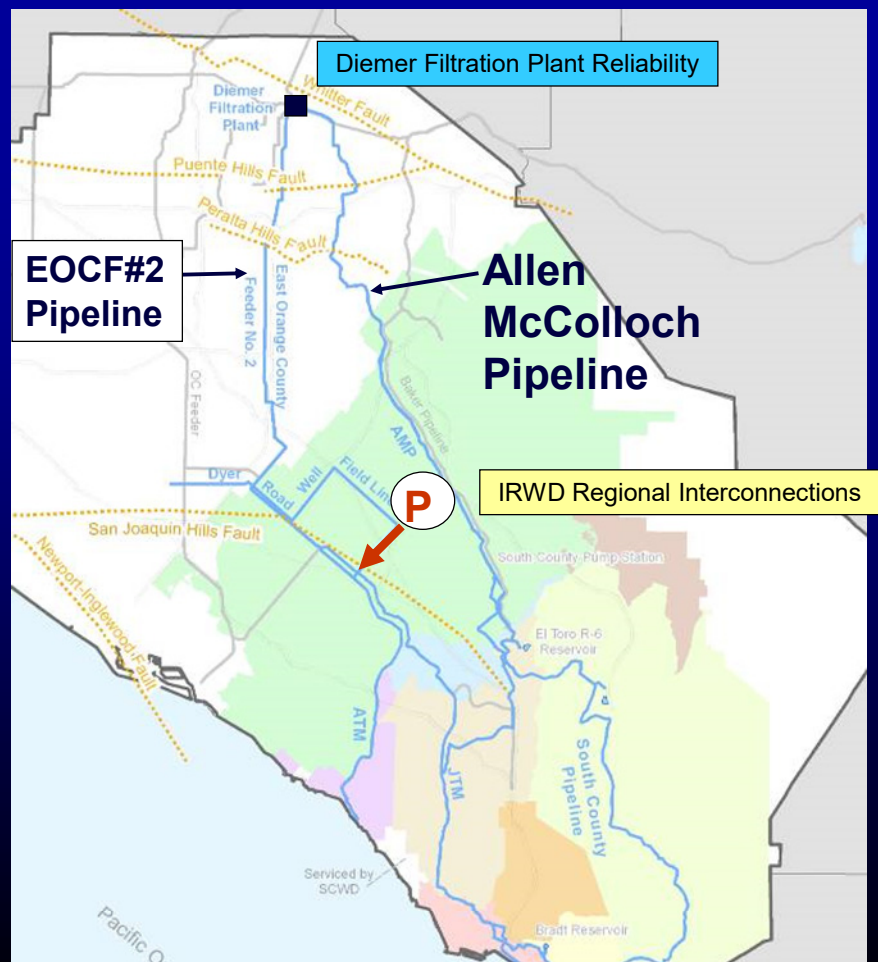 Diemer Filtration Plant Reliability
Diemer
Filtration
Plant
Whitter Fault
Puente Hills Fault
Peralta Hills Fault
EOCF#2
Pipeline
East Orange County
Feeder No. 2
Allen
McColloch
Pipeline
OC Feeder
Baker Pipeline
AMP
Dyer
Road
Well
Field Lin
P
IRWD Regional Interconnections
San Joaquin Hills Fault
South County Pump Station
Newport-Inglewood Fault
El Toro R-6
Reservoir
ATM
JTM
South County
Pipeline
Serviced by
SCWD
Bradt Reservoir
Pacific O